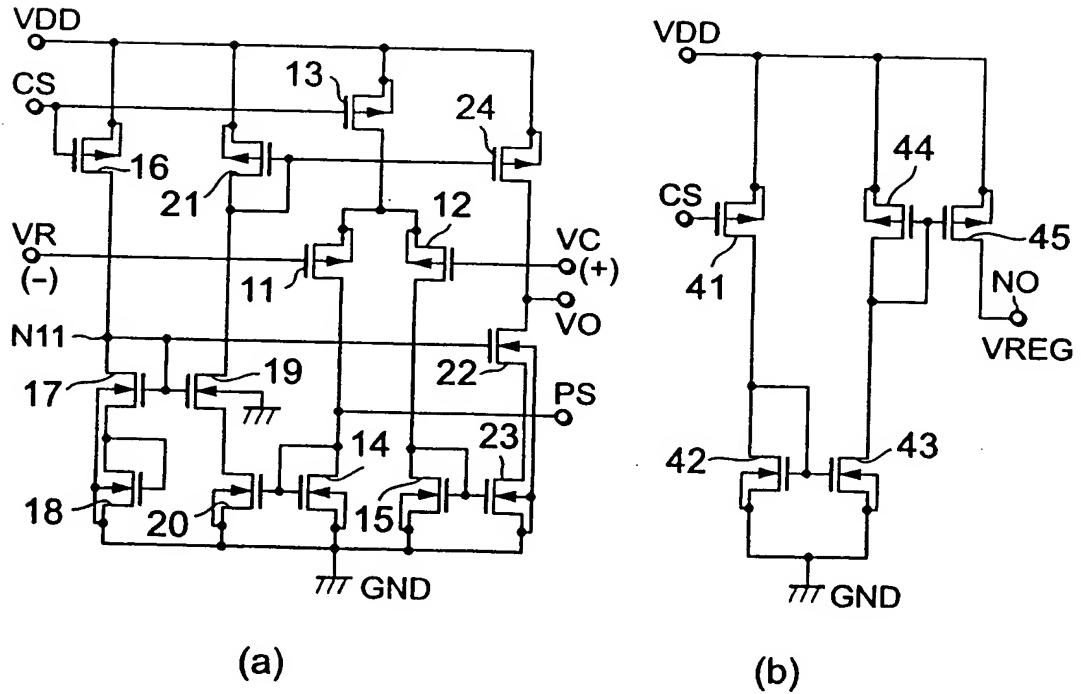 VDD
CS
13
24
16
21
12
VR
(-)
11
VC
(+)
VO
N11
22
17
19
PS
14
23
18
20
15
GND
(a)
VDD
44
CS
41
45
NO
VREG
42
43
GND
(b)